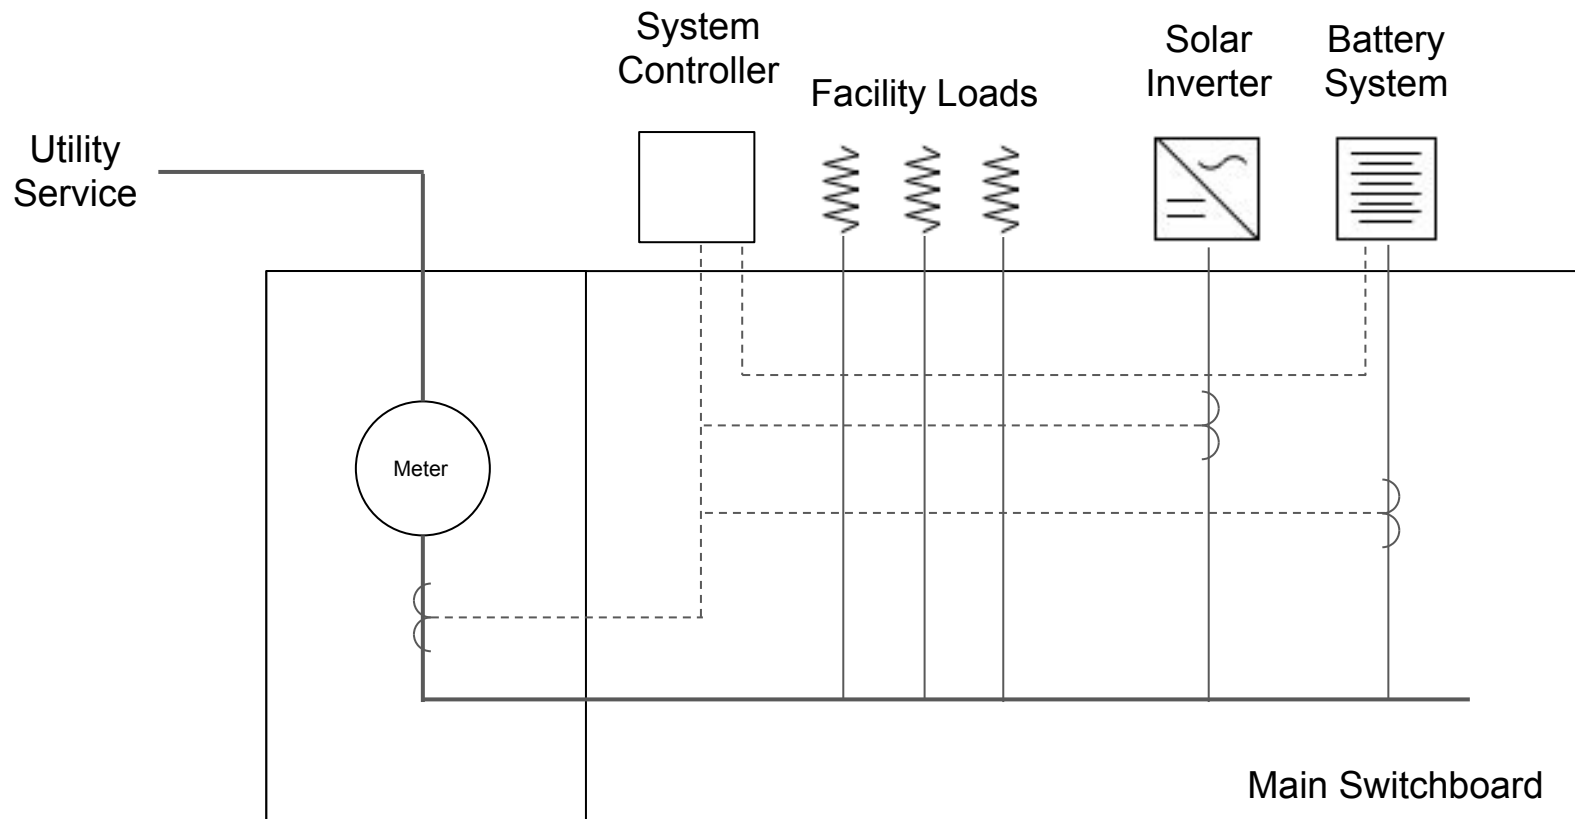 System
Controller
Facility Loads
Solar
Inverter
Battery
System
Utility
Service
Meter
Main Switchboard